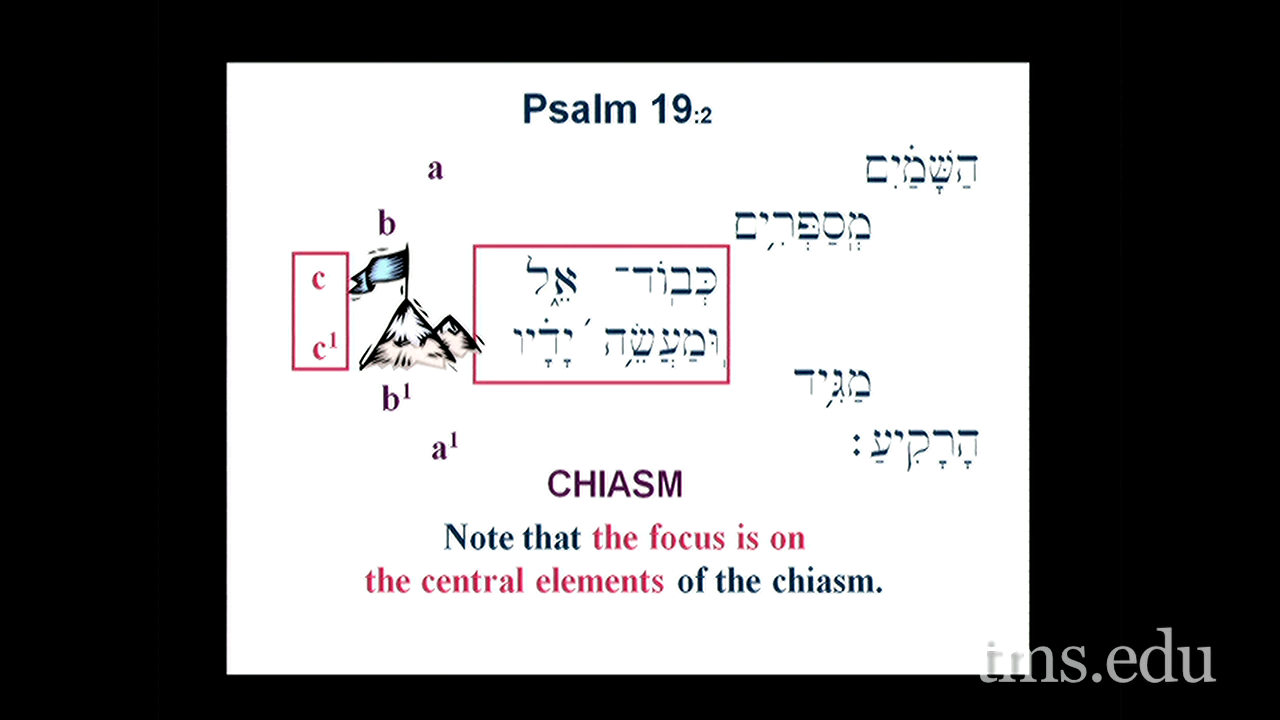 Psalm 19:2
a הַשָּׁמַ֗יִם
b מְֽסַפְּרִ֥ים
c כְּבֽוֹד־ אֵ֑ל
c¹ וּֽמַעֲשֵׂ֥ה יָ֝דָ֗יו
b¹ מַגִּ֥יד
a¹ הָרָקִֽיעַ׃
CHIASM
Note that the focus is on
the central elements of the chiasm.
tms.edu